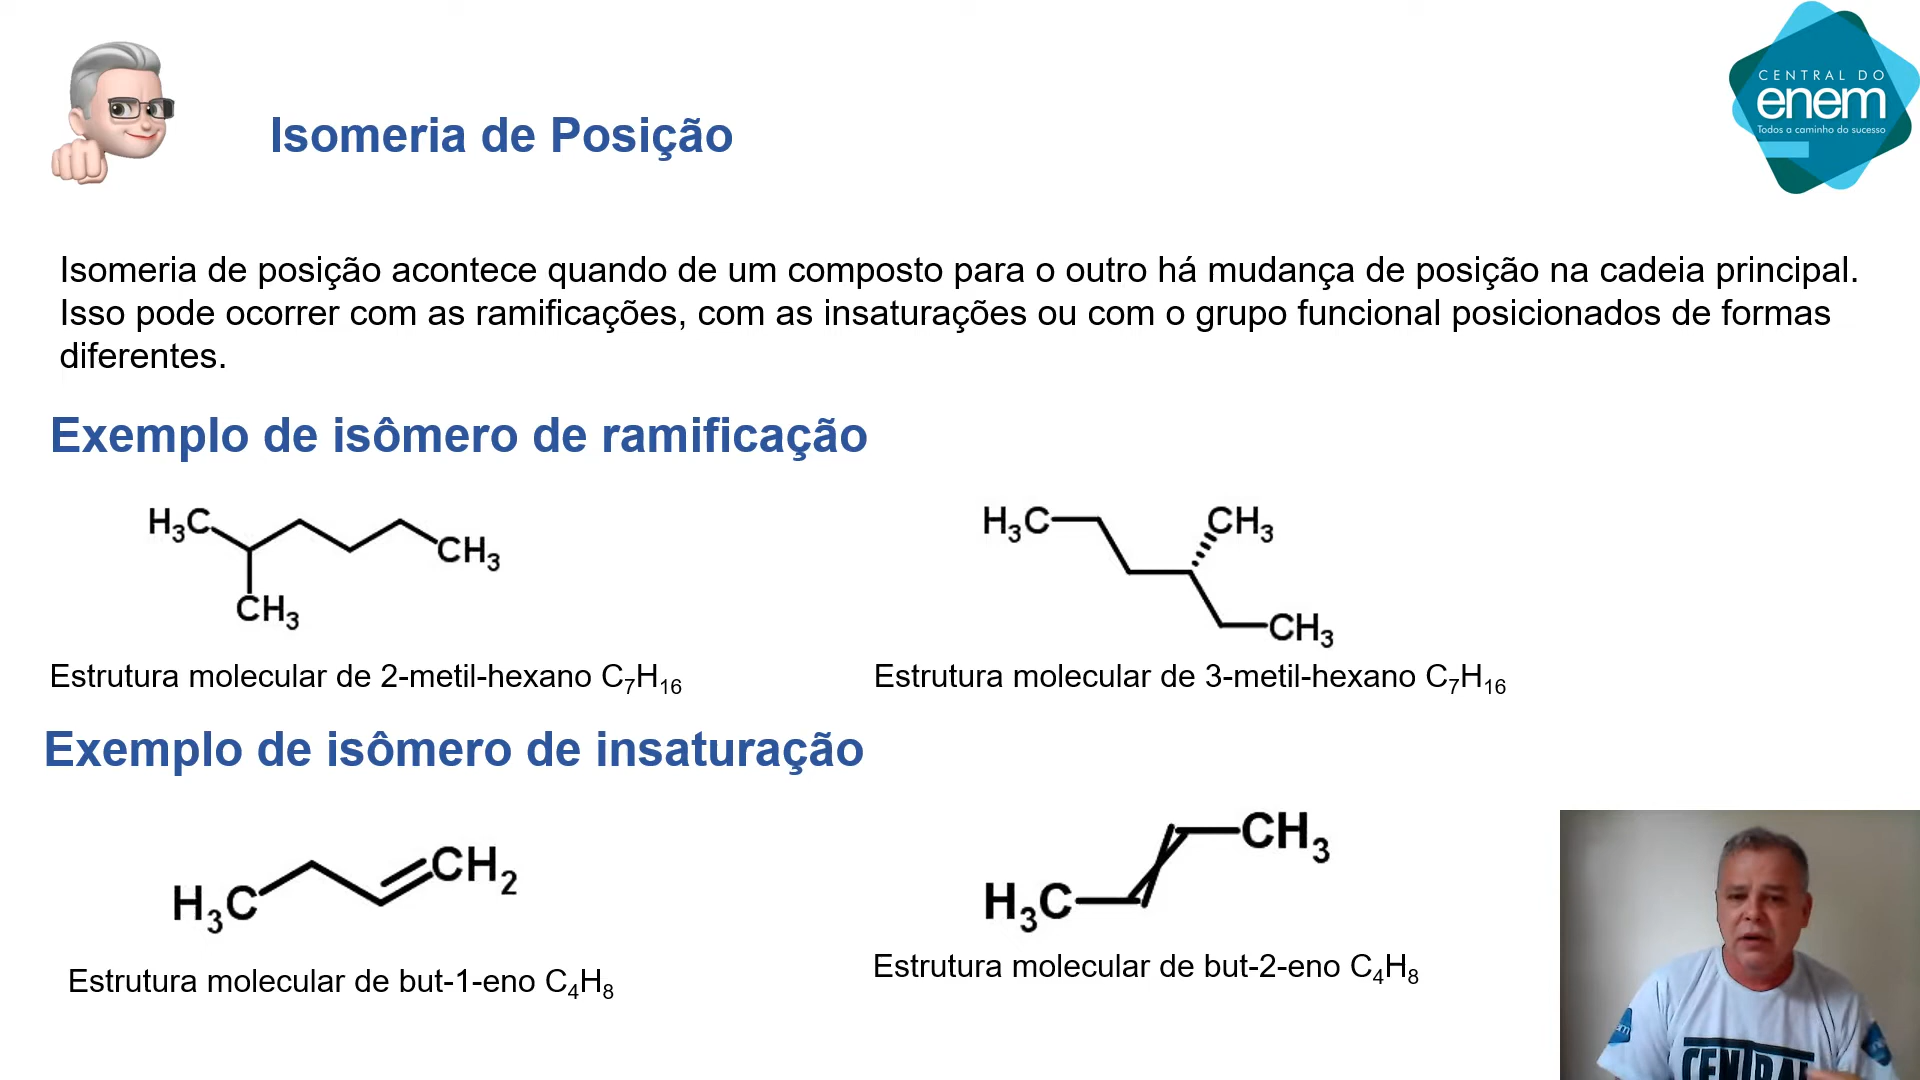 CENTRAL DO
enem
Todos a caminho do sucesso
Isomeria de Posição
Isomeria de posição acontece quando de um composto para o outro há mudança de posição na cadeia principal.
Isso pode ocorrer com as ramificações, com as insaturações ou com o grupo funcional posicionados de formas
diferentes.
Exemplo de isômero de ramificação
H₃C
CH₃
CH₃
H₃C
CH₃
CH₃
Estrutura molecular de 2-metil-hexano C₇H₁₆
Estrutura molecular de 3-metil-hexano C₇H₁₆
Exemplo de isômero de insaturação
H₃C
CH₂
H₃C
CH₃
Estrutura molecular de but-1-eno C₄H₈
Estrutura molecular de but-2-eno C₄H₈
CENTRAL